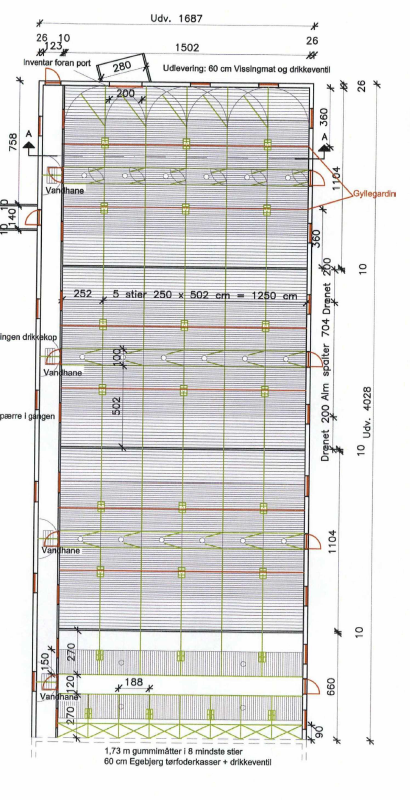 Udv. 1687
26
10
123
1502
26
inventar foran port
280
Udlevering: 60 cm Vissingmat og drikkeventil
26
200
360
758
A
A
1104
Vandhane
Gyllegardin
10
140
10
360
10
252
5 stier 250 x 502 cm = 1250 cm
Drænet 200 Alm spalter 704 Drænet 200
ingen drikkekop
100
Vandhane
502
Udv. 4028
pærre i gangen
10
1104
Vandhane
10
150
270
120
188
660
Vandhane
270
90
1,73 m gummimåtter i 8 mindste stier
60 cm Egebjerg tørfoderkasser + drikkeventil